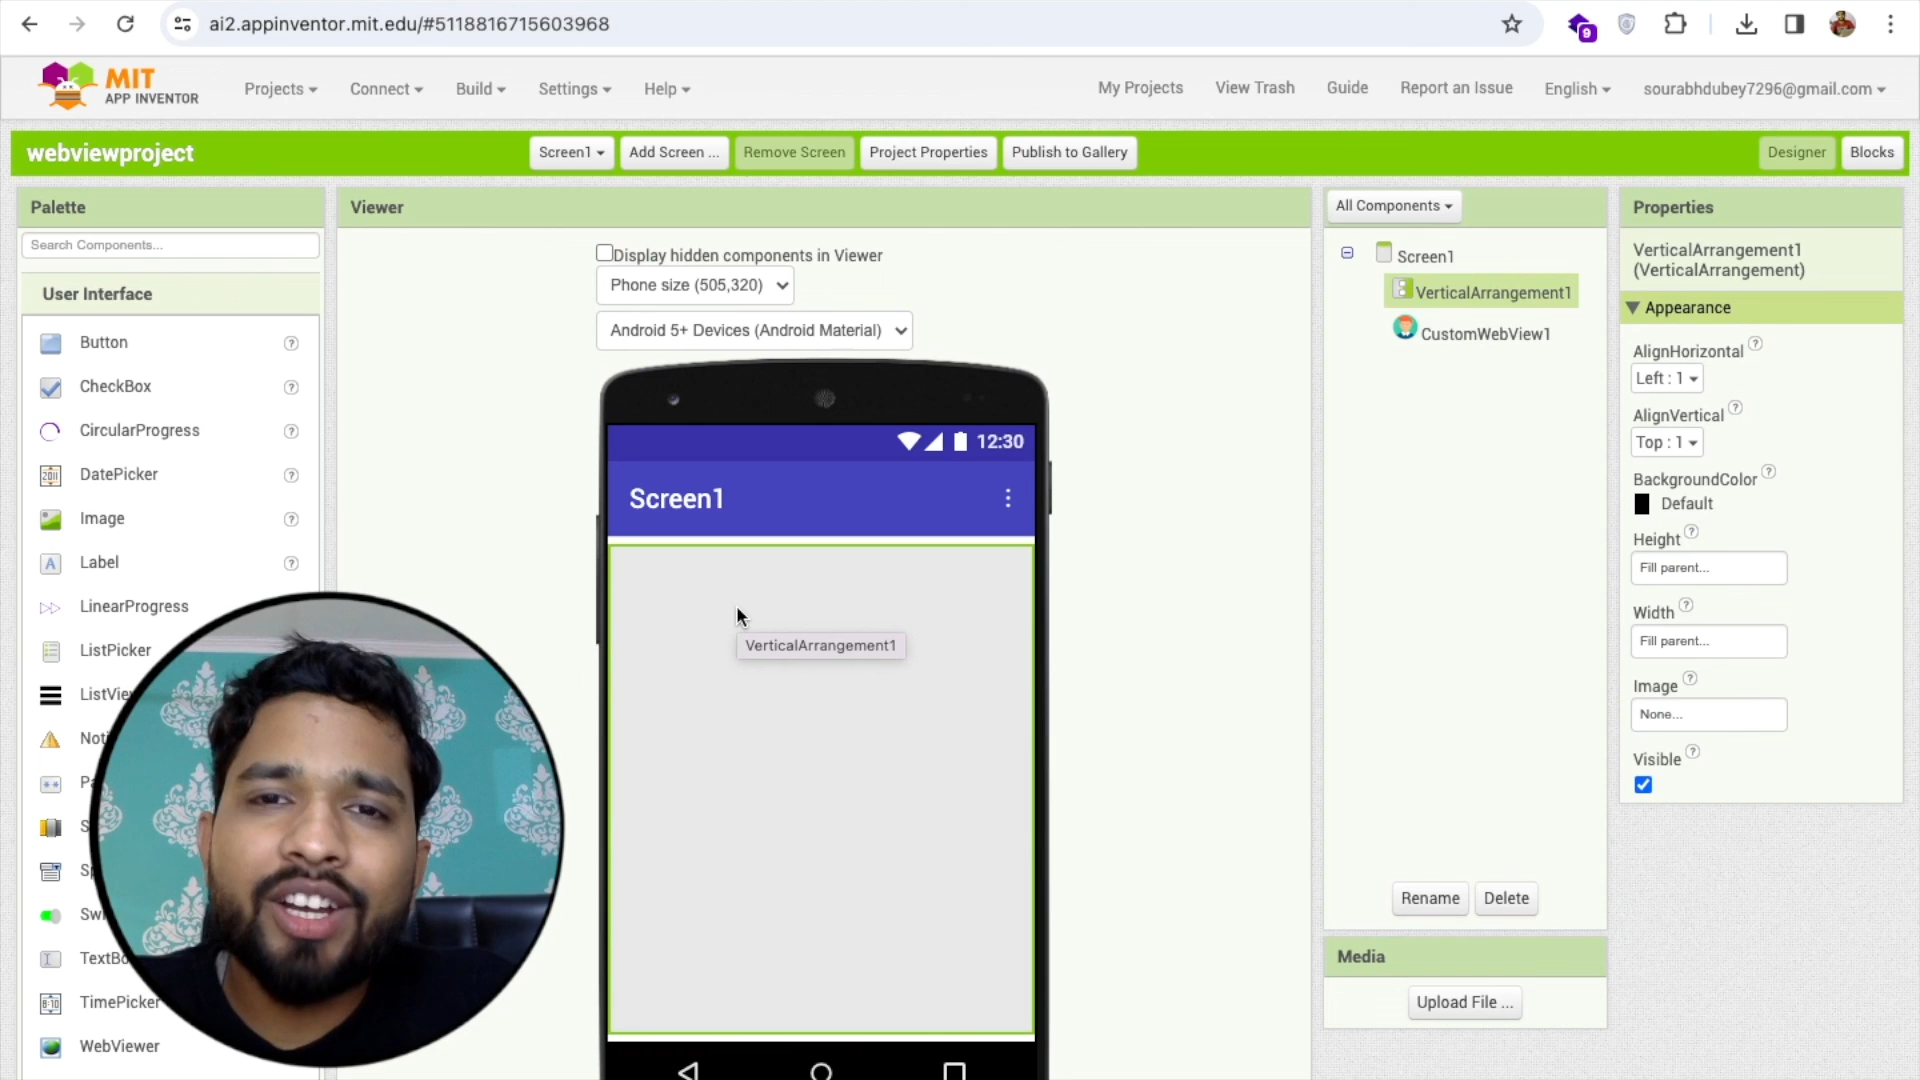 ai2.appinventor.mit.edu/#5118816715603968
9
MIT
APP INVENTOR
Projects
Connect
Build
Settings
Help
My Projects
View Trash
Guide
Report an Issue
English
sourabhdubey7296@gmail.com
webviewproject
Screen1
Add Screen ...
Remove Screen
Project Properties
Publish to Gallery
Designer
Blocks
Palette
Search Components...
User Interface
Button
CheckBox
CircularProgress
DatePicker
Image
Label
LinearProgress
ListPicker
ListVie
Noti
TextBo
TimePicker
WebViewer
Viewer
Display hidden components in Viewer
Phone size (505,320)
Android 5+ Devices (Android Material)
12:30
Screen1
VerticalArrangement1
All Components
Screen1
VerticalArrangement1
CustomWebView1
Rename
Delete
Media
Upload File ...
Properties
VerticalArrangement1
(VerticalArrangement)
Appearance
AlignHorizontal
Left : 1
AlignVertical
Top : 1
BackgroundColor
Default
Height
Fill parent...
Width
Fill parent...
Image
None...
Visible